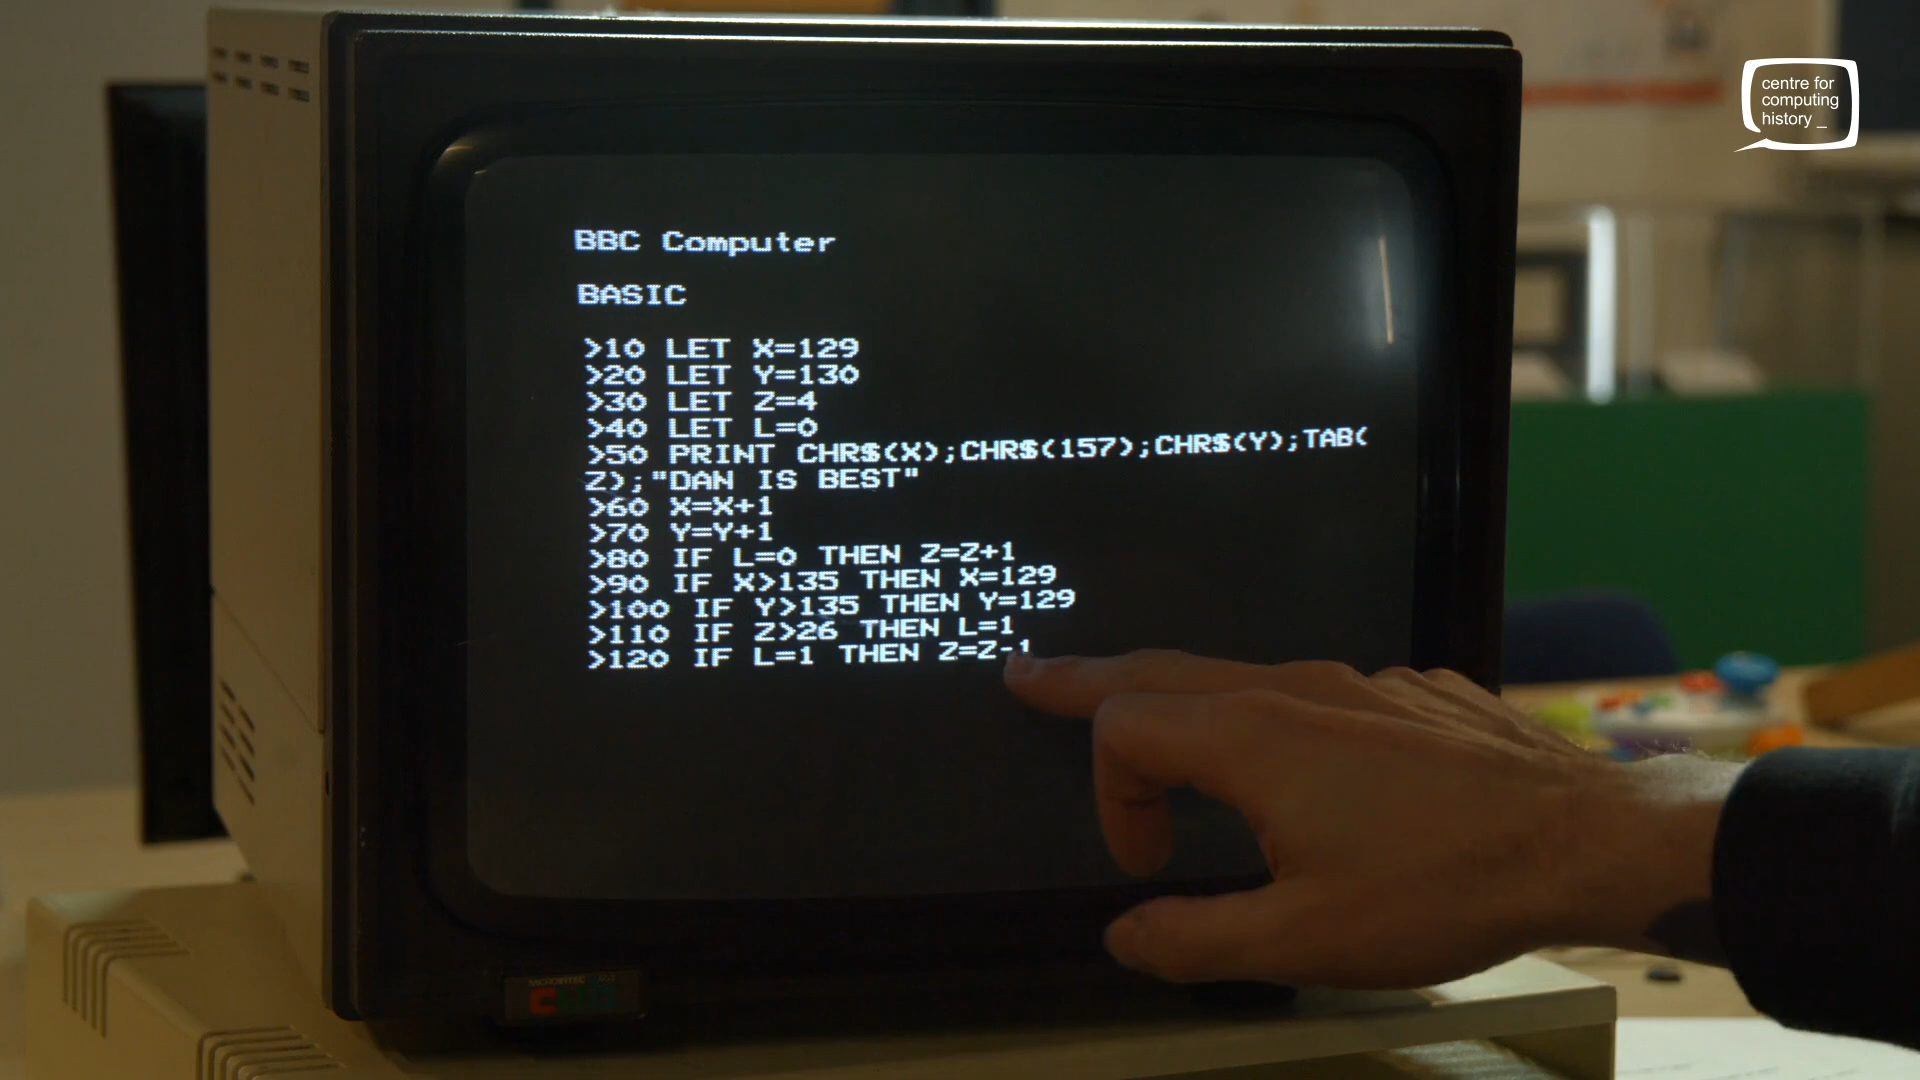 centre for
computing
history _
BBC Computer
BASIC
>10 LET X=129
>20 LET Y=130
>30 LET Z=4
>40 LET L=0
>50 PRINT CHR$(X);CHR$(157);CHR$(Y);TAB(
Z);"DAN IS BEST"
>60 X=X+1
>70 Y=Y+1
>80 IF L=0 THEN Z=Z+1
>90 IF X>135 THEN X=129
>100 IF Y>135 THEN Y=129
>110 IF Z>26 THEN L=1
>120 IF L=1 THEN Z=Z-1
MICROVITEC